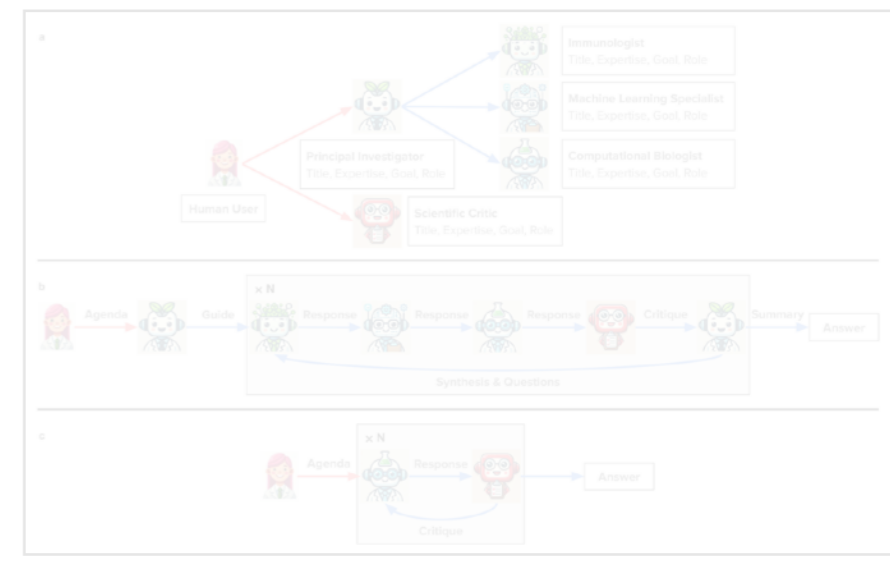 a
Immunologist
Title, Expertise, Goal, Role
Machine Learning Specialist
Title, Expertise, Goal, Role
Principal Investigator
Title, Expertise, Goal, Role
Computational Biologist
Title, Expertise, Goal, Role
Human User
Scientific Critic
Title, Expertise, Goal, Role
b
× N
Agenda
Guide
Response
Response
Response
Critique
Summary
Answer
Synthesis & Questions
c
× N
Agenda
Response
Answer
Critique